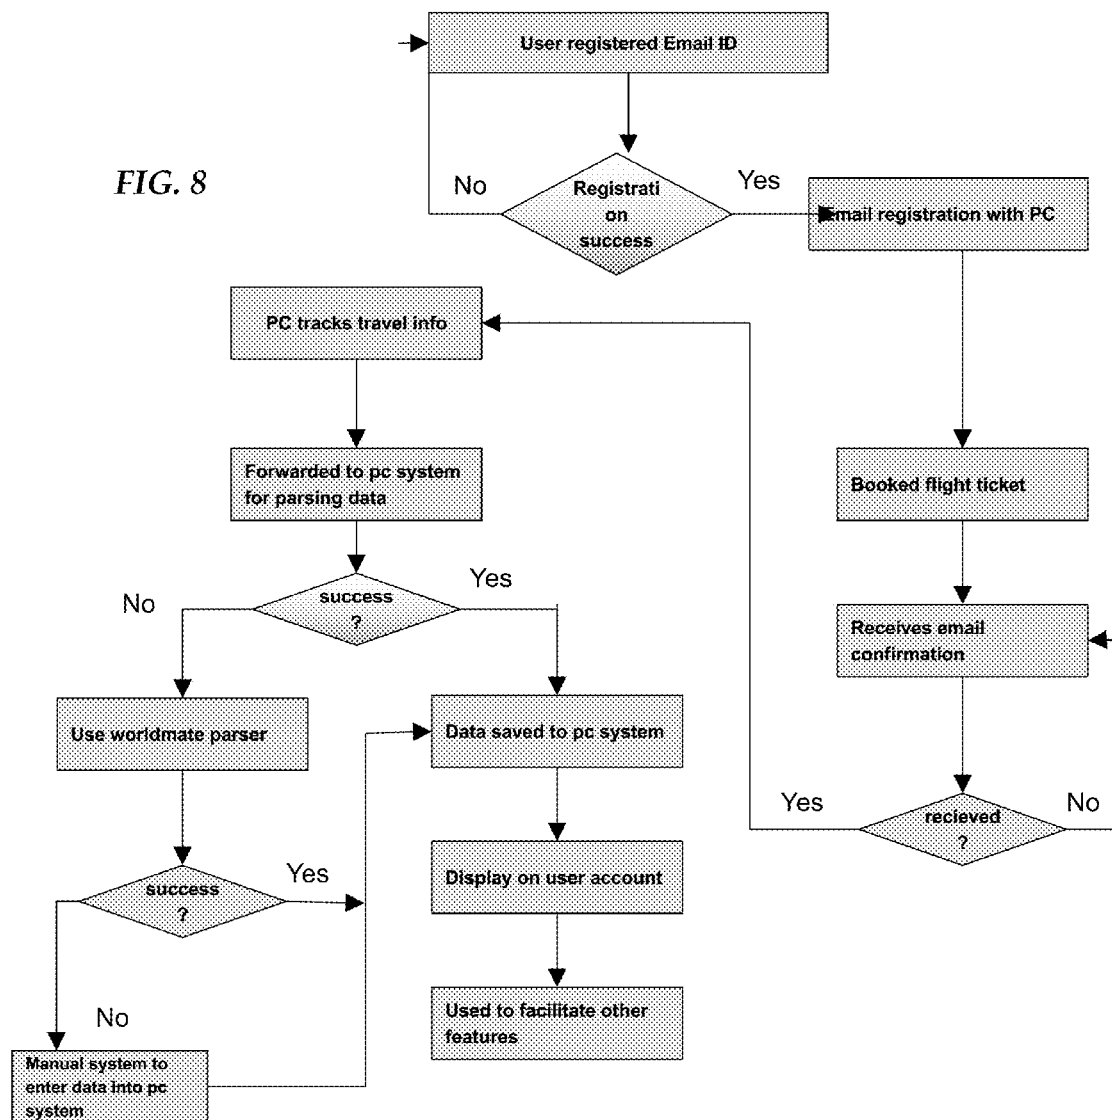 User registered Email ID
FIG. 8
No
Registrati
on
success
Yes
Email registration with PC
PC tracks travel info
Forwarded to pc system
for parsing data
Booked flight ticket
No
success
?
Yes
Receives email
confirmation
Use worldmate parser
Data saved to pc system
Yes
recieved
?
No
success
?
Yes
Display on user account
No
Used to facilitate other
features
Manual system to
enter data into pc
system